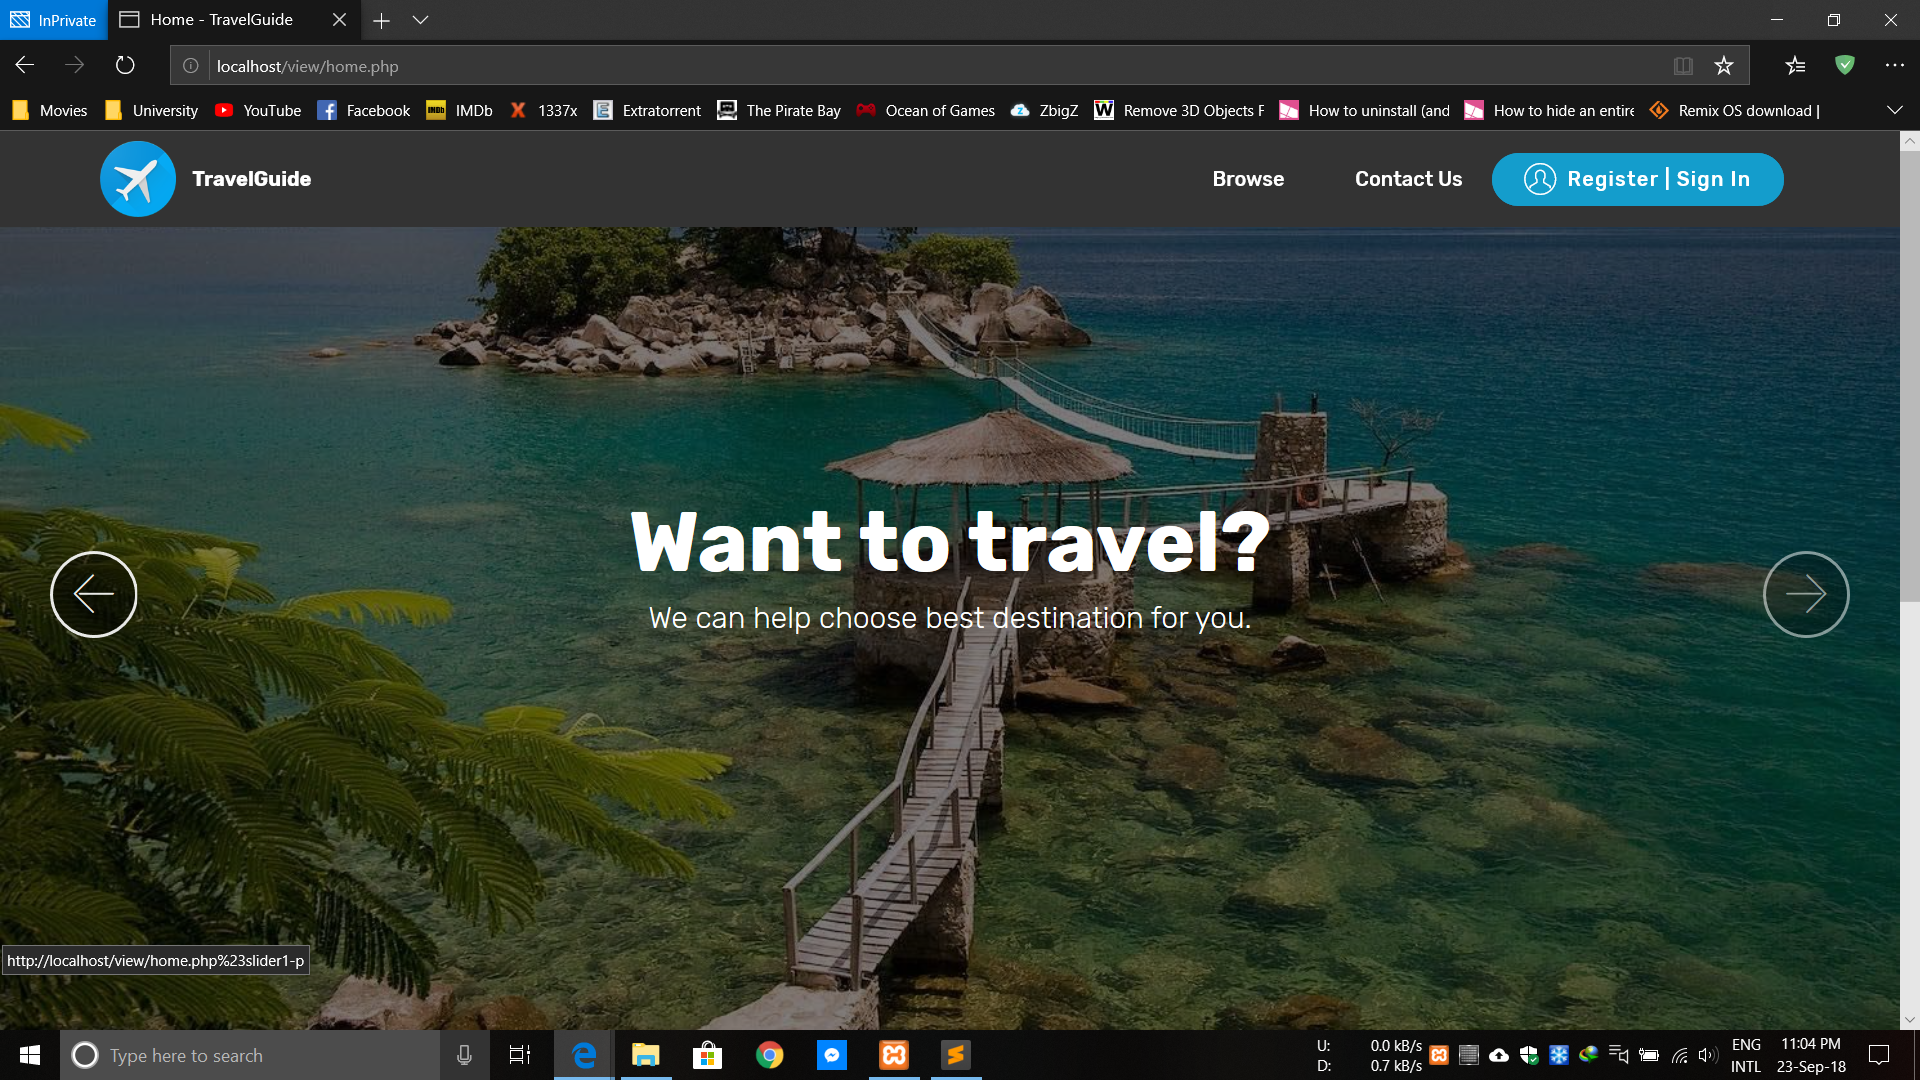 InPrivate
Home - TravelGuide
localhost/view/home.php
Movies
University
YouTube
Facebook
IMDb
1337x
Extratorrent
The Pirate Bay
Ocean of Games
ZbigZ
Remove 3D Objects F
How to uninstall (and
How to hide an entire
Remix OS download |
TravelGuide
Browse
Contact Us
Register | Sign In
Want to travel?
We can help choose best destination for you.
http://localhost/view/home.php%23slider1-p
Type here to search
U: 0.0 kB/s
D: 0.7 kB/s
ENG
INTL
11:04 PM
23-Sep-18